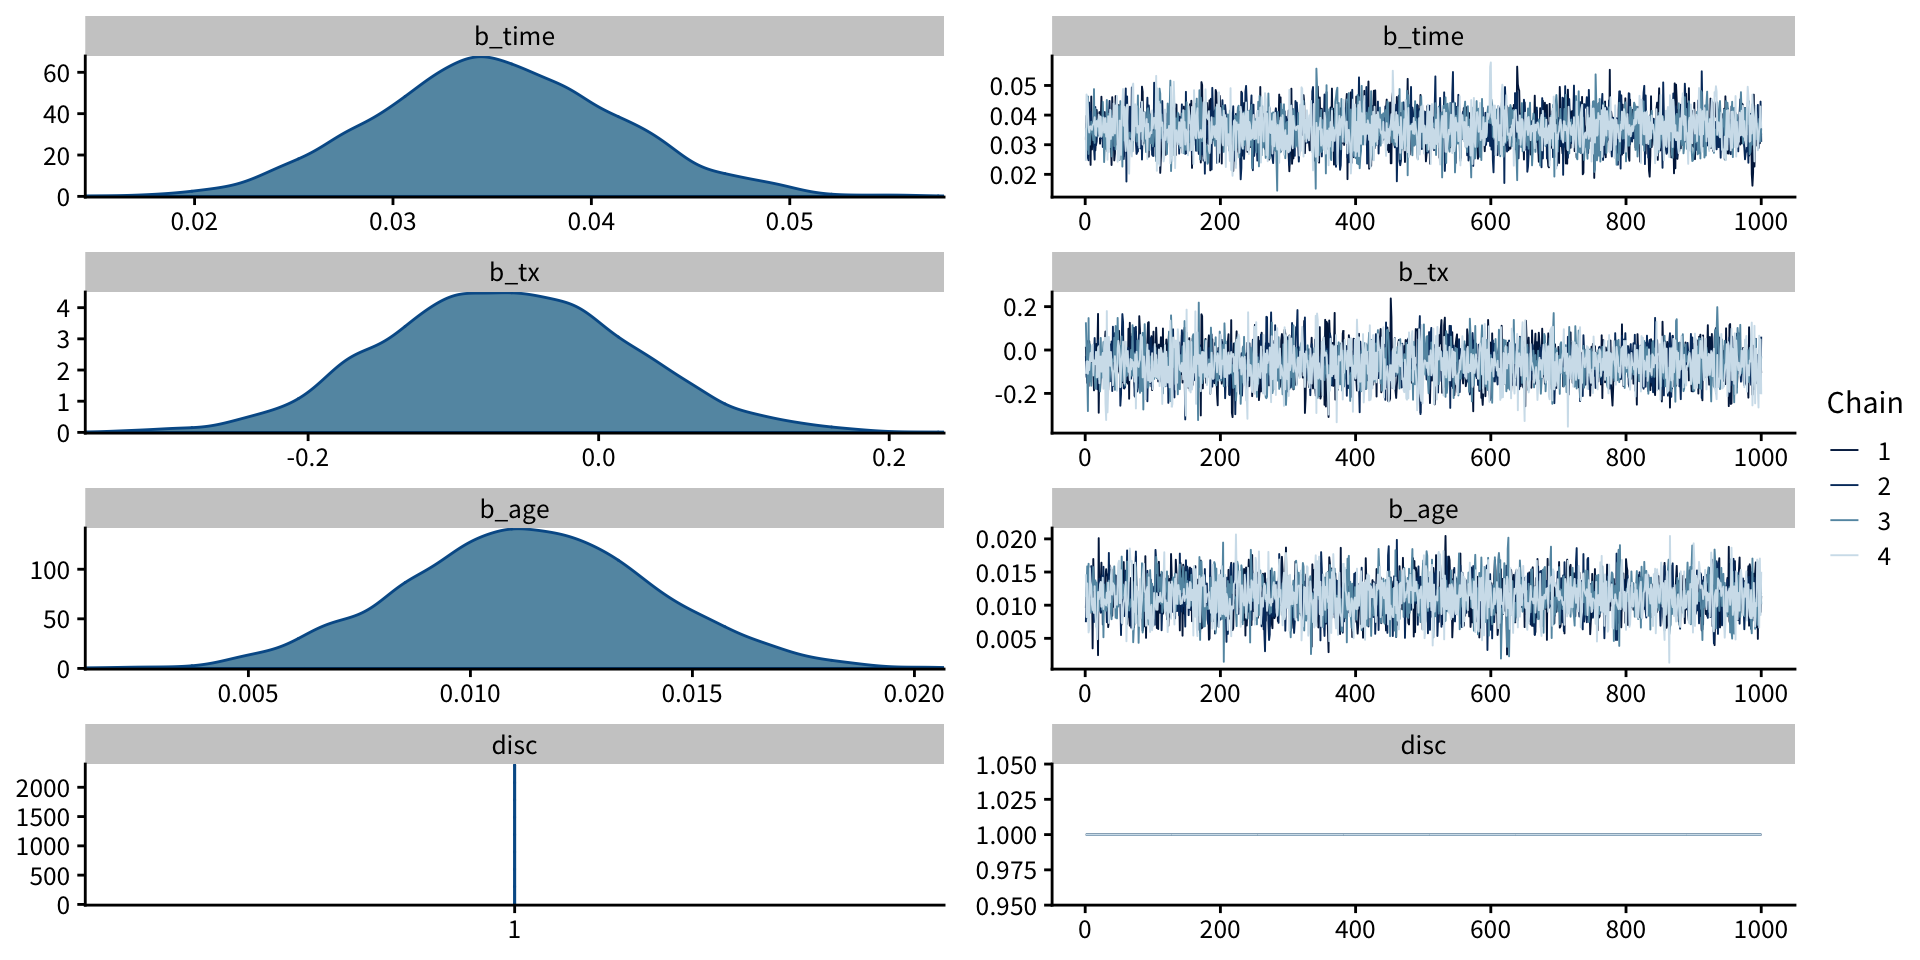 b_time
60
40
20
0
0.02 0.03 0.04 0.05
b_time
0.05
0.04
0.03
0.02
0 200 400 600 800 1000
b_tx
4
3
2
1
0
-0.2 0.0 0.2
b_tx
0.2
0.0
-0.2
0 200 400 600 800 1000
b_age
100
50
0
0.005 0.010 0.015 0.020
b_age
0.020
0.015
0.010
0.005
0 200 400 600 800 1000
disc
2000
1500
1000
500
0
1
disc
1.050
1.025
1.000
0.975
0.950
0 200 400 600 800 1000
Chain
1
2
3
4